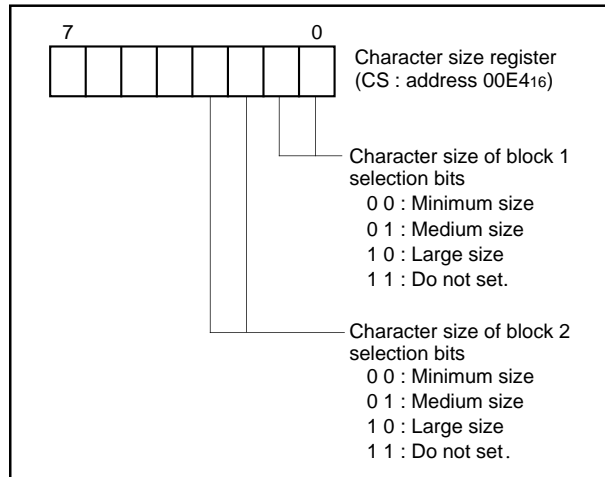 7 0
Character size register
(CS : address 00E416)
Character size of block 1
selection bits
0 0 : Minimum size
0 1 : Medium size
1 0 : Large size
1 1 : Do not set.
Character size of block 2
selection bits
0 0 : Minimum size
0 1 : Medium size
1 0 : Large size
1 1 : Do not set.